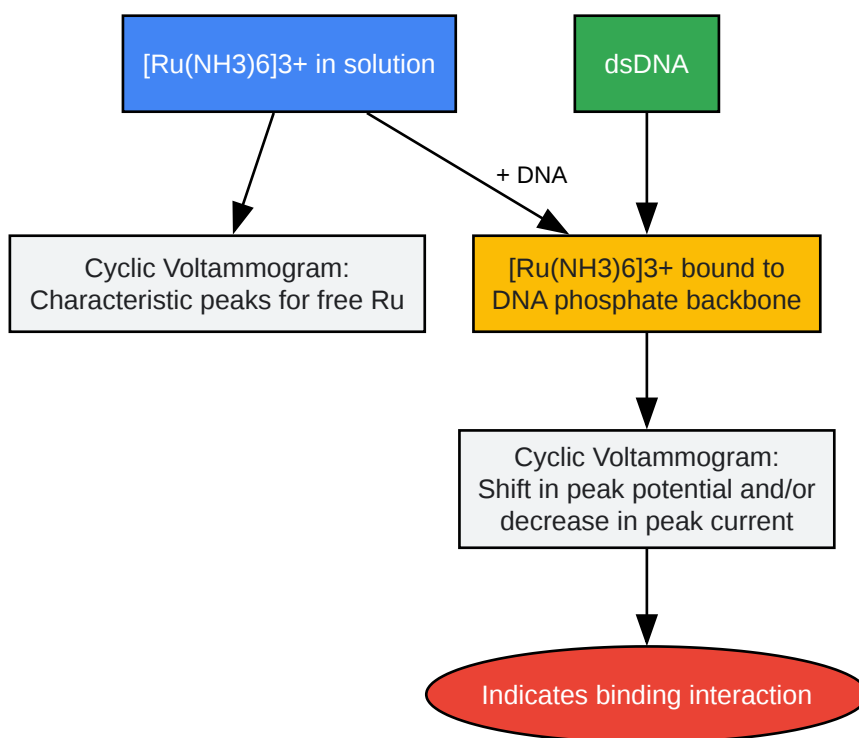 [Ru(NH3)6]3+ in solution
dsDNA
+ DNA
Cyclic Voltammogram:
Characteristic peaks for free Ru
[Ru(NH3)6]3+ bound to
DNA phosphate backbone
Cyclic Voltammogram:
Shift in peak potential and/or
decrease in peak current
Indicates binding interaction